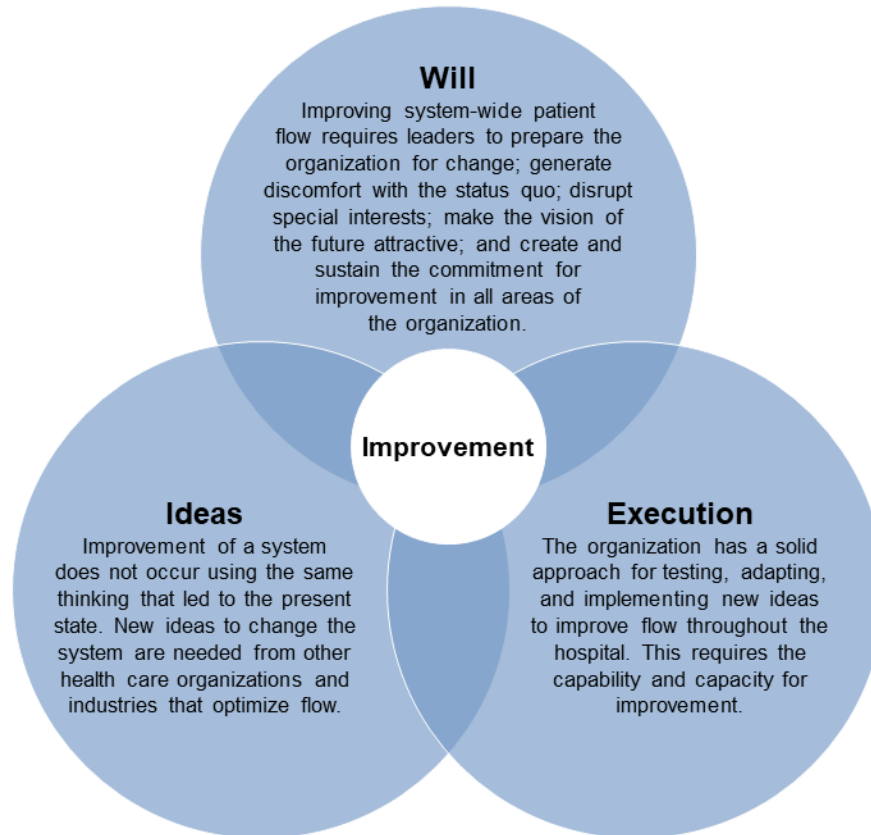 Will
Improving system-wide patient
flow requires leaders to prepare the
organization for change; generate
discomfort with the status quo; disrupt
special interests; make the vision of
the future attractive; and create and
sustain the commitment for
improvement in all areas of
the organization.
Improvement
Ideas
Improvement of a system
does not occur using the same
thinking that led to the present
state. New ideas to change the
system are needed from other
health care organizations and
industries that optimize flow.
Execution
The organization has a solid
approach for testing, adapting,
and implementing new ideas
to improve flow throughout the
hospital. This requires the
capability and capacity for
improvement.